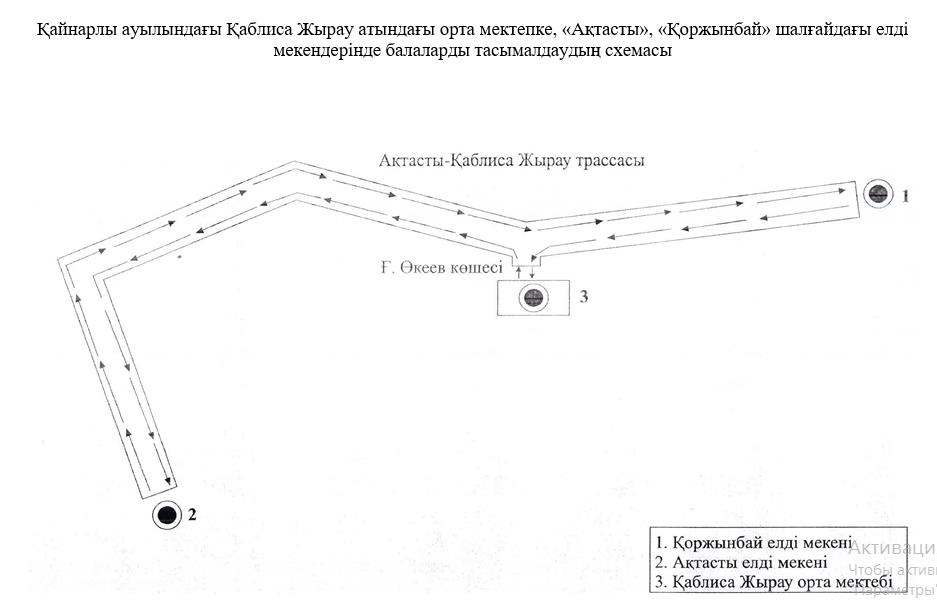 Қайнарлы ауылындағы Қаблиса Жырау атындағы орта мектепке, «Ақтасты», «Қоржынбай» шалғайдағы елді
мекендерінде балаларды тасымалдаудың схемасы
Ақтасты-Қаблиса Жырау трассасы
1
Ғ. Өкеев көшесі
3
2
1. Қоржынбай елді мекені
2. Ақтасты елді мекені
3. Қаблиса Жырау орта мектебі
Активаци
Чтобы актив
"Параметры"